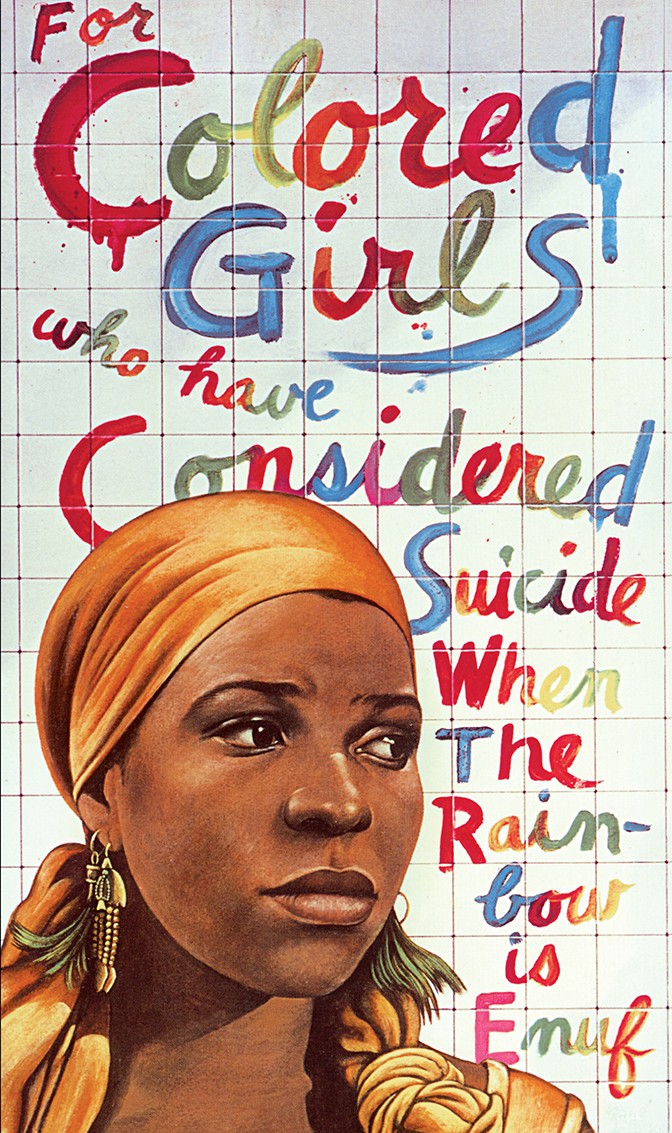 For
Colored
Girls
who have
Considered
Suicide
When
The
Rain-
bow
is
Enuf